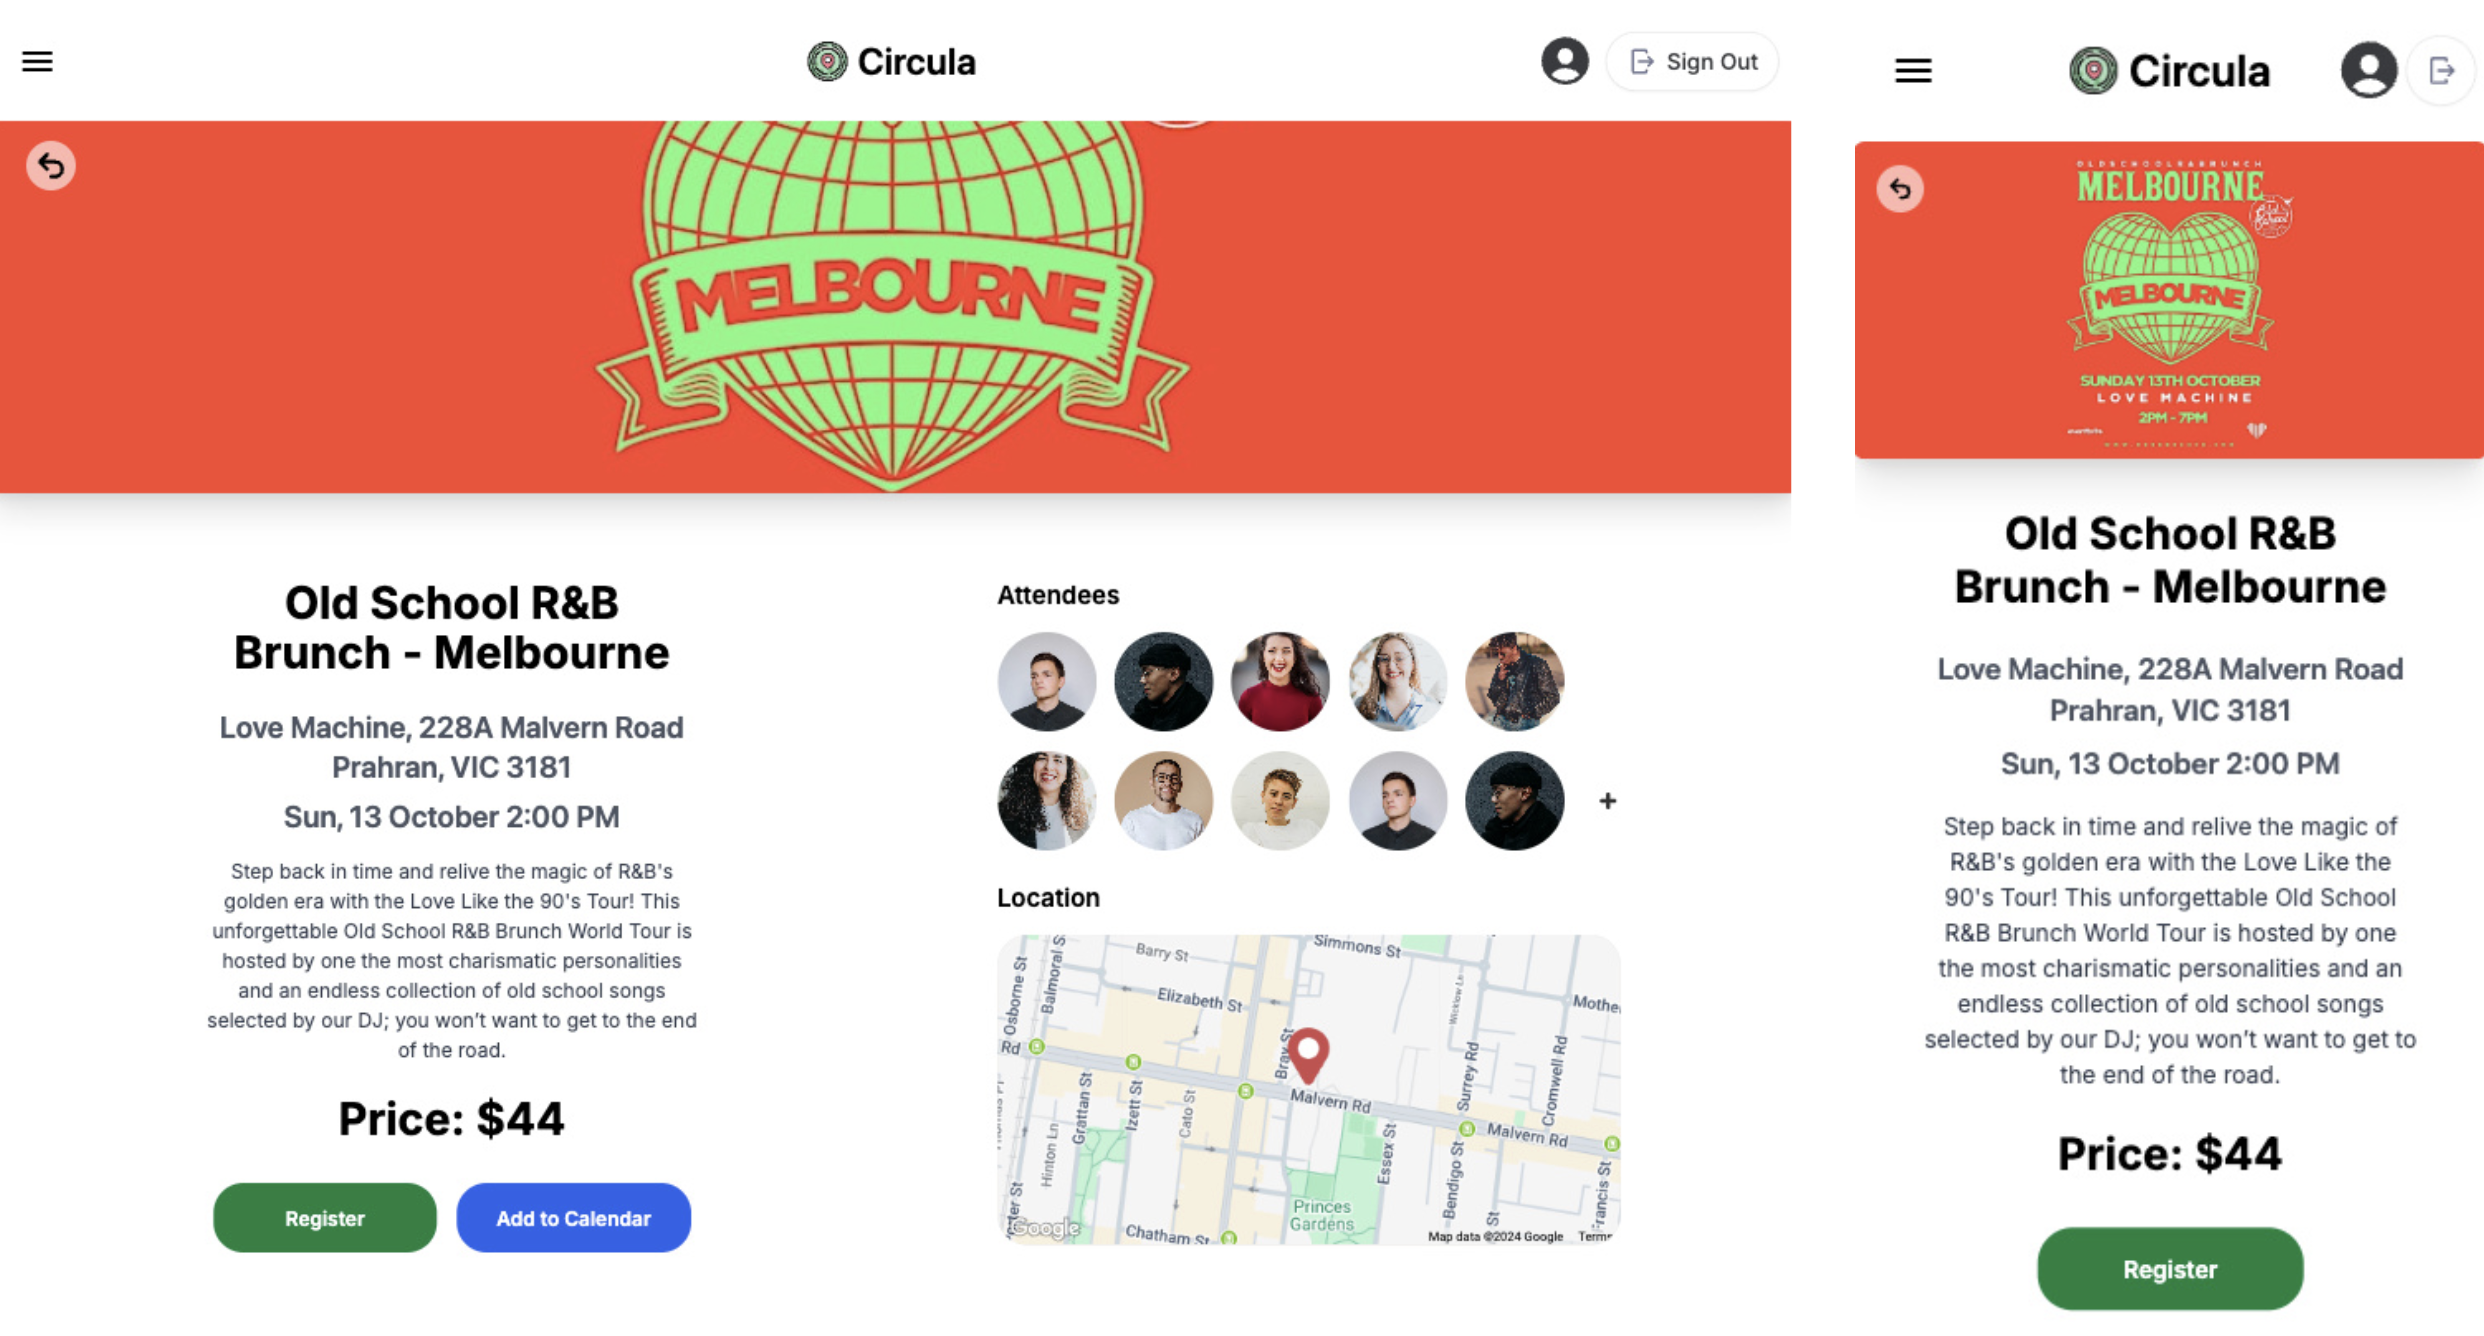 Circula
Sign Out
MELBOURNE
Old School R&B
Brunch - Melbourne
Love Machine, 228A Malvern Road
Prahran, VIC 3181
Sun, 13 October 2:00 PM
Step back in time and relive the magic of R&B's
golden era with the Love Like the 90's Tour! This
unforgettable Old School R&B Brunch World Tour is
hosted by one the most charismatic personalities
and an endless collection of old school songs
selected by our DJ; you won't want to get to the end
of the road.
Price: $44
Register
Add to Calendar
Attendees
+
Location
Barry St
Simmons St
Osborne St
Balmoral S
Elizabeth St
Wicklow Ln
Mothe
Rd
Bray St
Malvern Rd
Surrey Rd
Cromwell Rd
Grattan St
Izett St
Cato St
Hinton Ln
Essex St
Malvern Rd
Bendigo St
St
Francis St
Princes
Gardens
Chatham St
Google
Map data ©2024 Google
Terms
Circula
OLDSCHOOLR&BBRUNCH
MELBOURNE
MELBOURNE
SUNDAY 13TH OCTOBER
LOVE MACHINE
2PM - 7PM
Old School R&B
Brunch - Melbourne
Love Machine, 228A Malvern Road
Prahran, VIC 3181
Sun, 13 October 2:00 PM
Step back in time and relive the magic of
R&B's golden era with the Love Like the
90's Tour! This unforgettable Old School
R&B Brunch World Tour is hosted by one
the most charismatic personalities and an
endless collection of old school songs
selected by our DJ; you won't want to get to
the end of the road.
Price: $44
Register